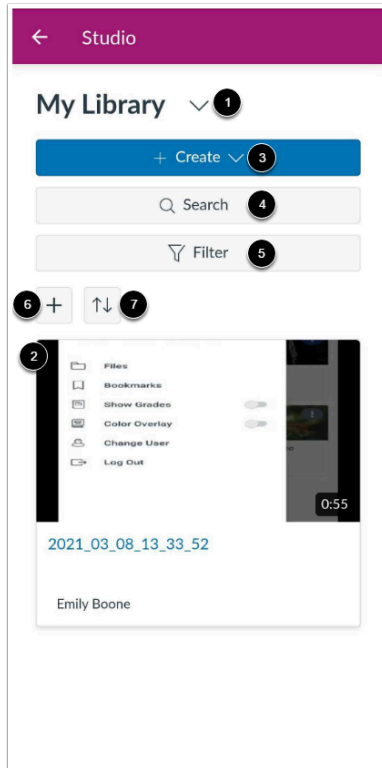 Studio
My Library 1
+ Create 3
Search 4
Filter 5
6 + 7
2
Files
Bookmarks
Show Grades
Color Overlay
Change User
Log Out
0:55
2021_03_08_13_33_52
Emily Boone